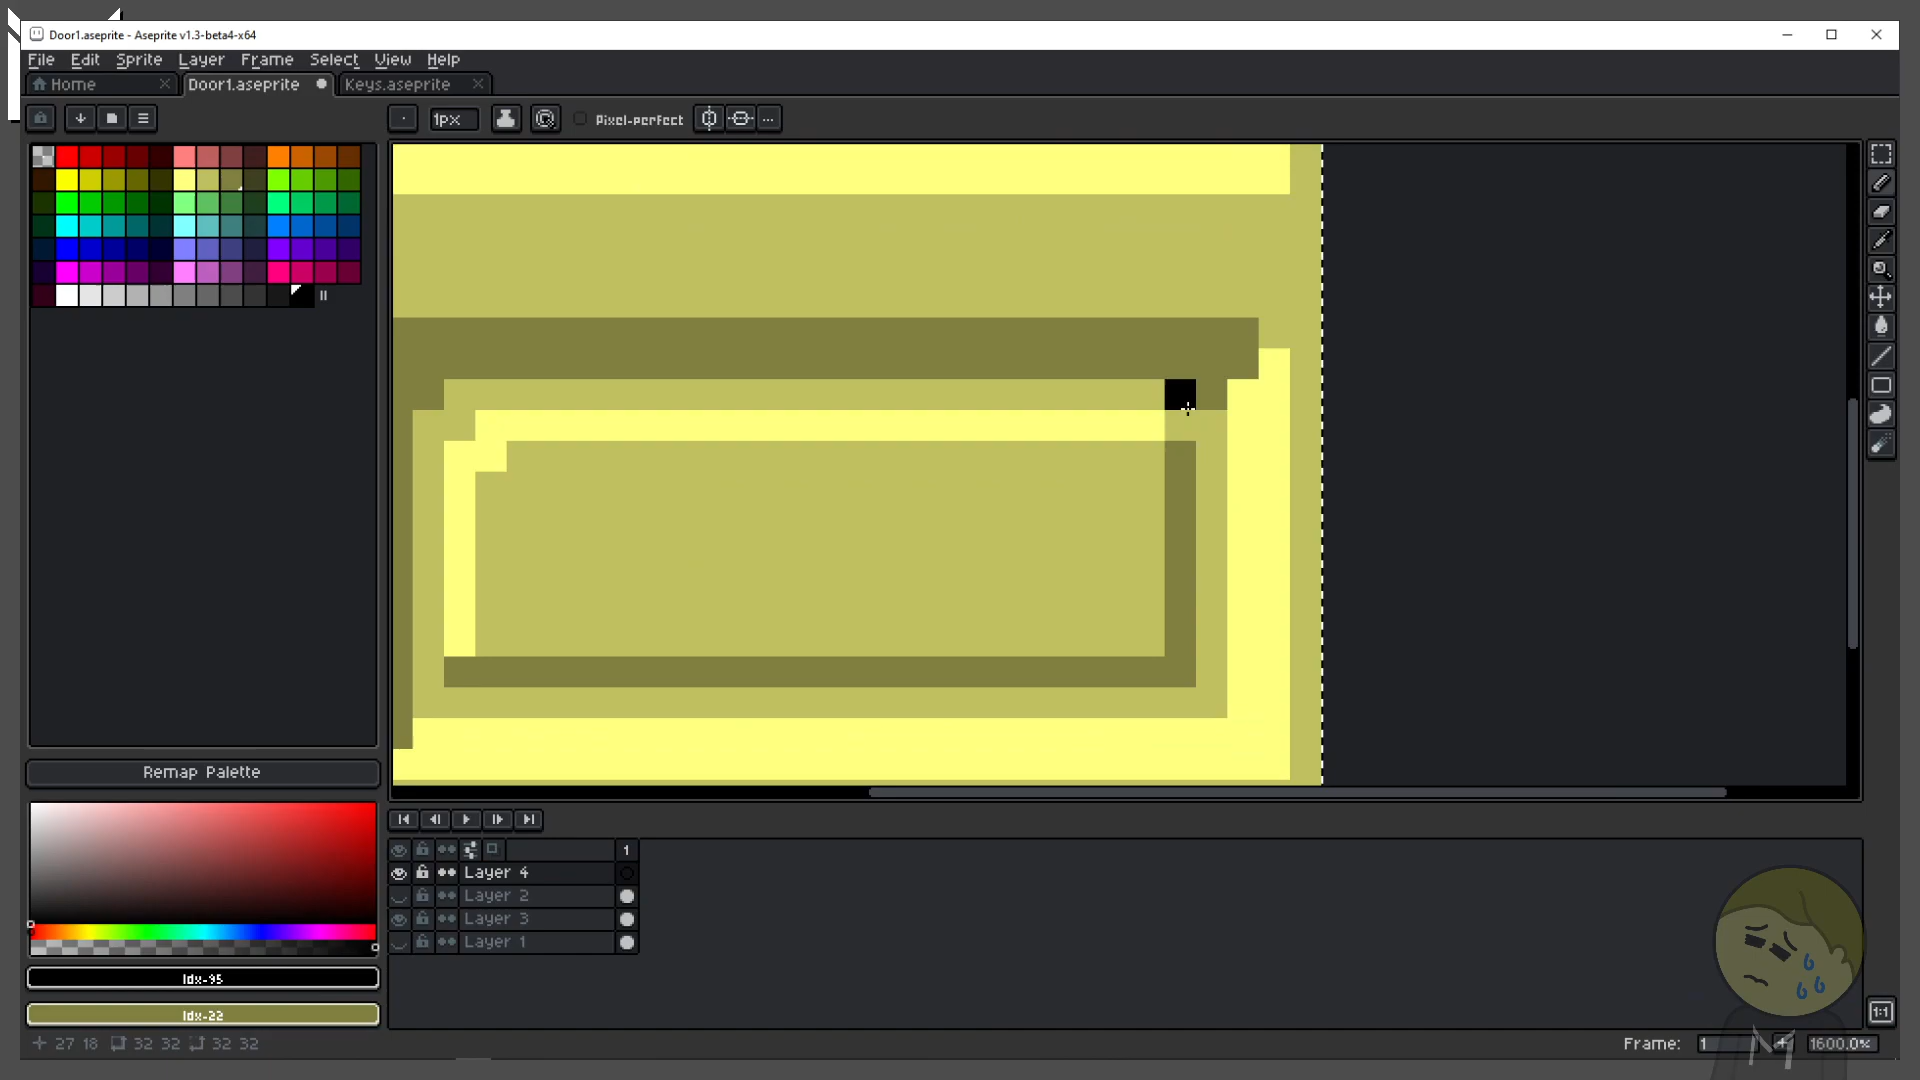 Door1.aseprite - Aseprite v1.3-beta4-x64
File Edit Sprite Layer Frame Select View Help
Home Door1.aseprite Keys.aseprite
1px Pixel-perfect
Remap Palette
1
Layer 4
Layer 2
Layer 3
Layer 1
Idx-95
Idx-22
1:1
27 18 32 32 32 32
Frame: 1 1600.0%